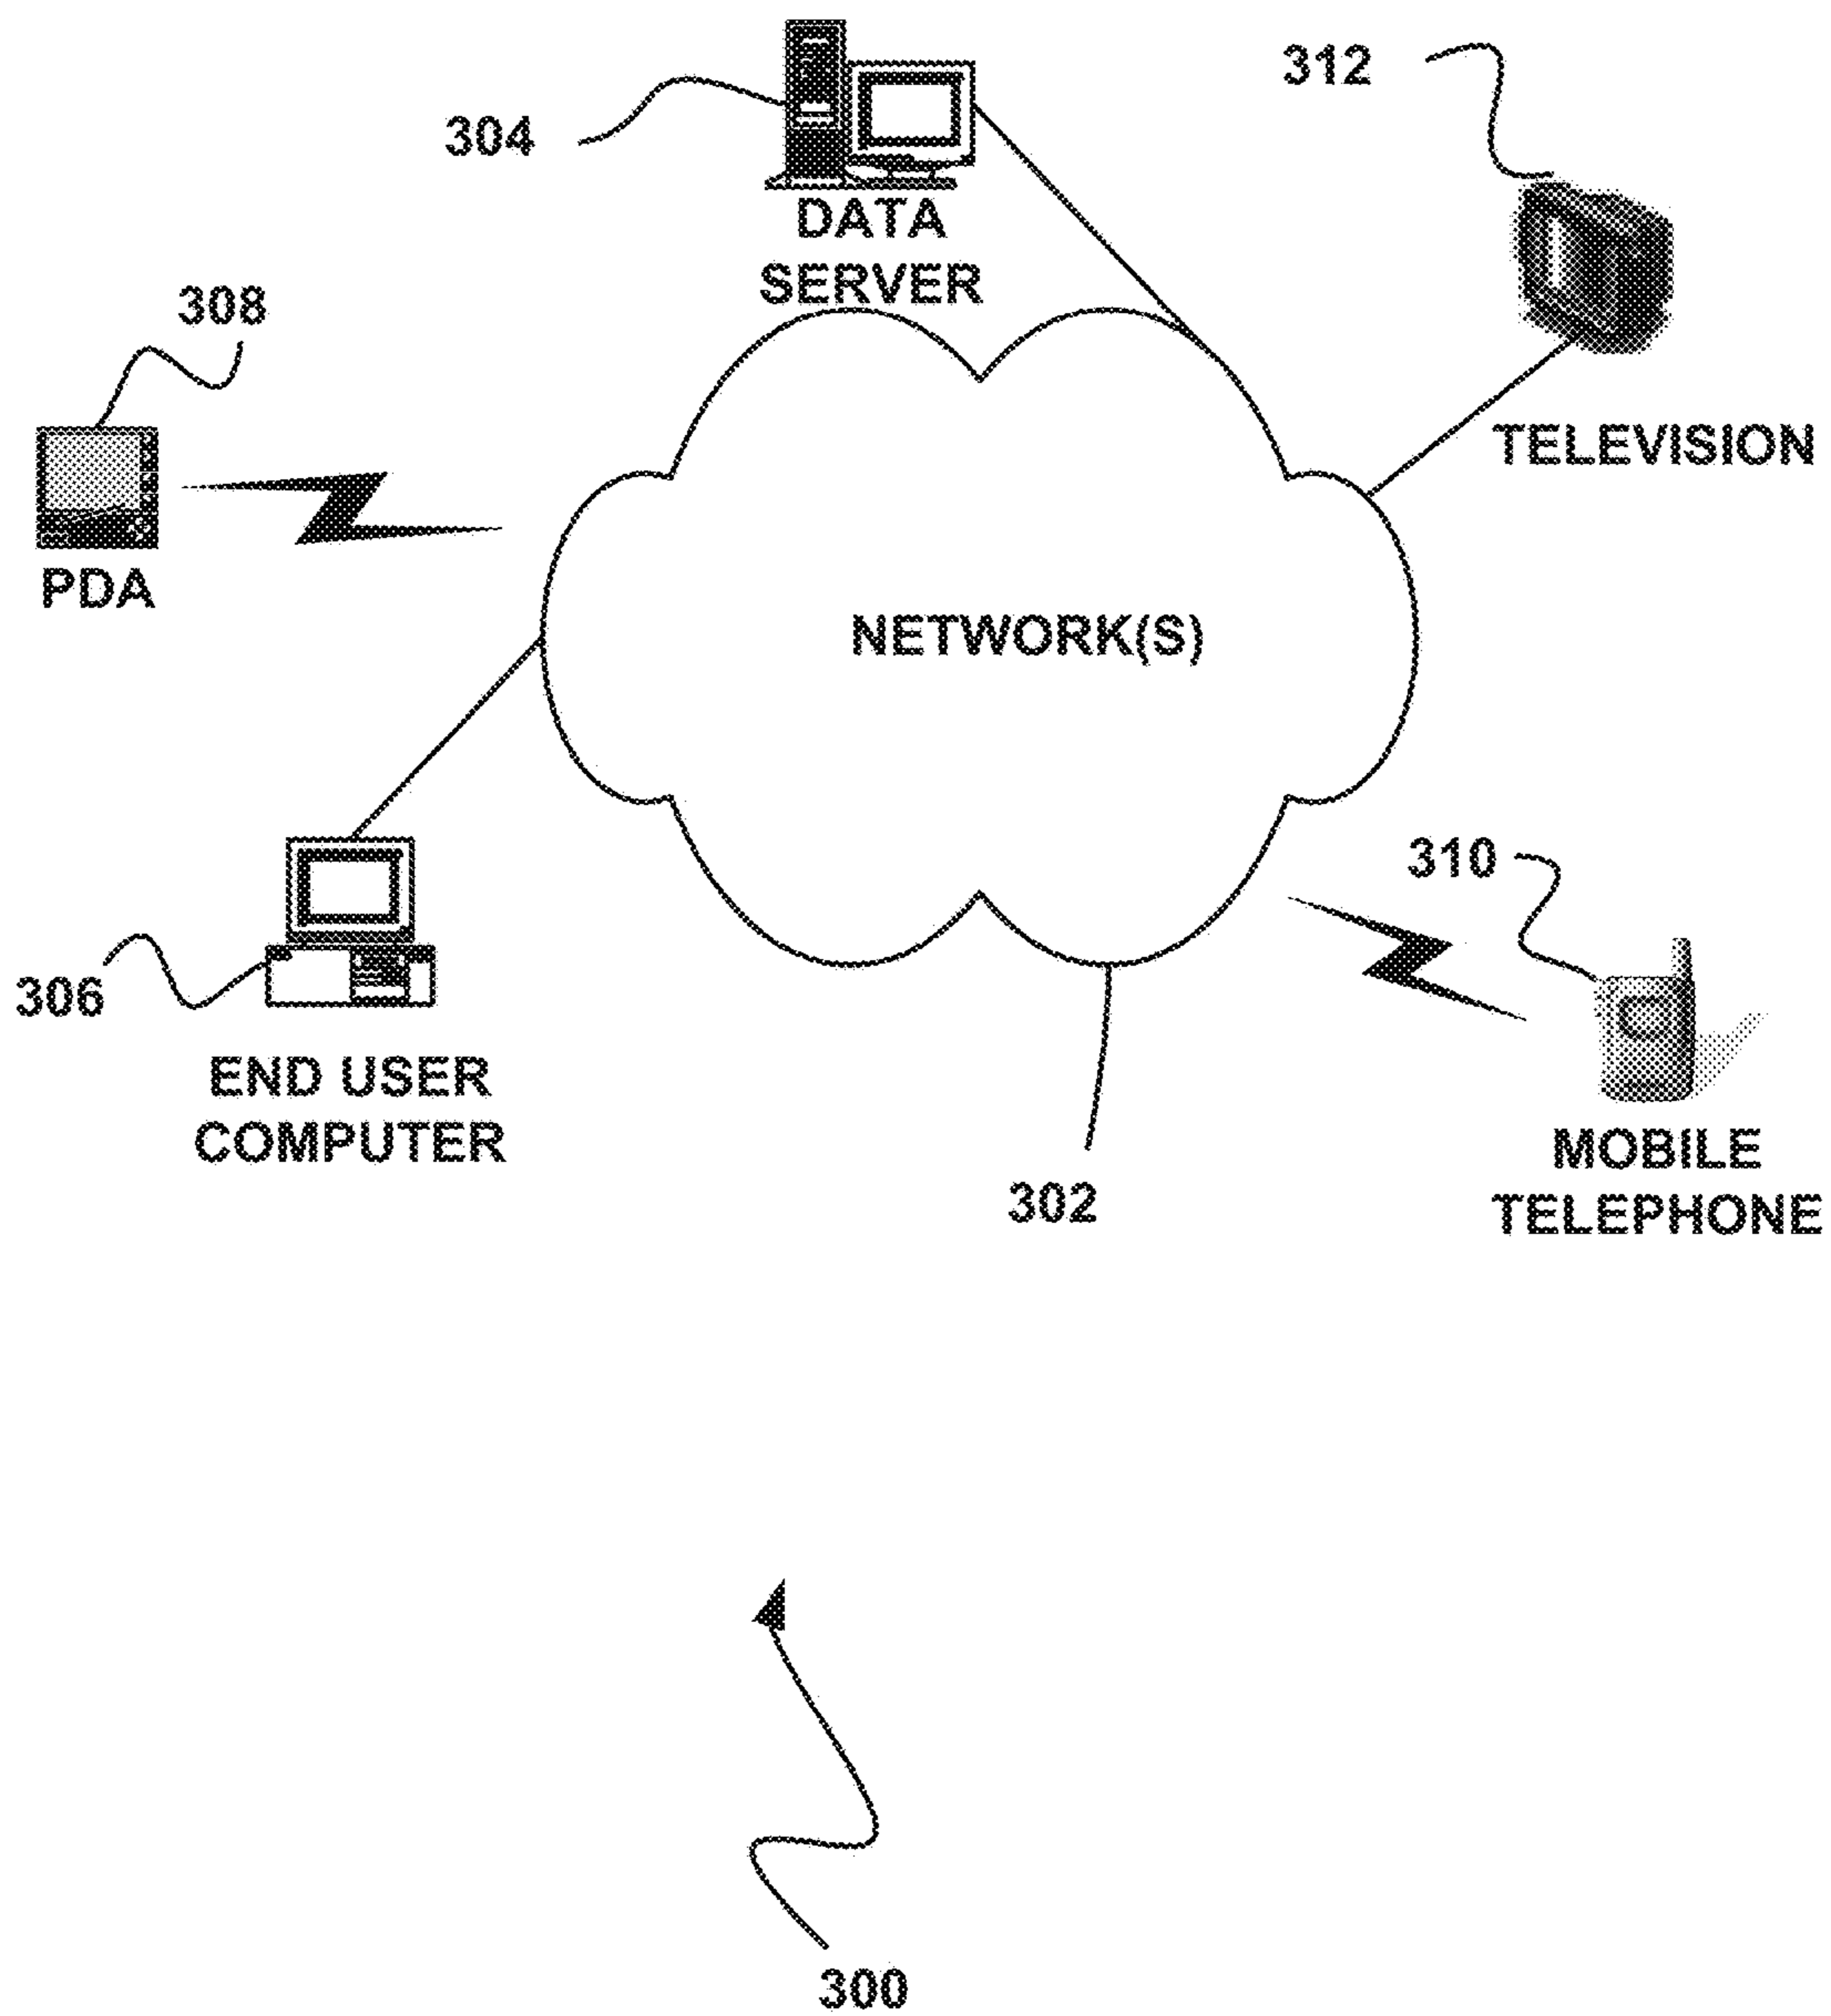 312
304
DATA
SERVER
308
TELEVISION
PDA
NETWORK(S)
310
306
END USER
COMPUTER
MOBILE
TELEPHONE
302
300